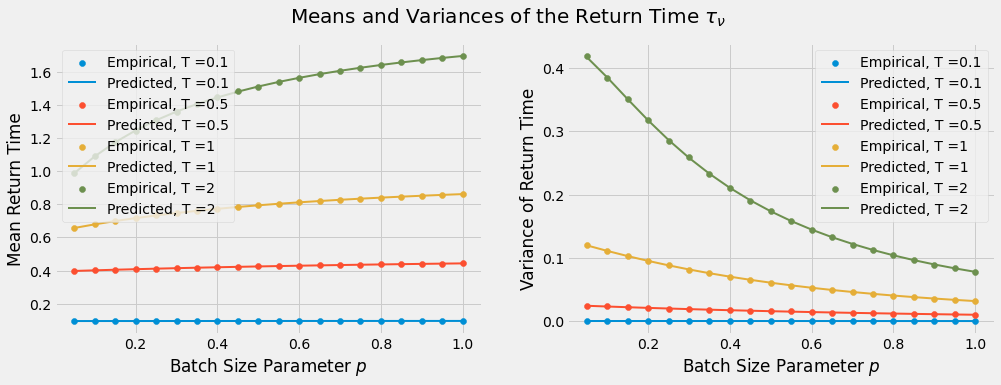 Means and Variances of the Return Time τν
Mean Return Time
1.6
1.4
1.2
1.0
0.8
0.6
0.4
0.2
Empirical, T =0.1
Predicted, T =0.1
Empirical, T =0.5
Predicted, T =0.5
Empirical, T =1
Predicted, T =1
Empirical, T =2
Predicted, T =2
0.2 0.4 0.6 0.8 1.0
Batch Size Parameter p
Variance of Return Time
0.4
0.3
0.2
0.1
0.0
Empirical, T =0.1
Predicted, T =0.1
Empirical, T =0.5
Predicted, T =0.5
Empirical, T =1
Predicted, T =1
Empirical, T =2
Predicted, T =2
0.2 0.4 0.6 0.8 1.0
Batch Size Parameter p